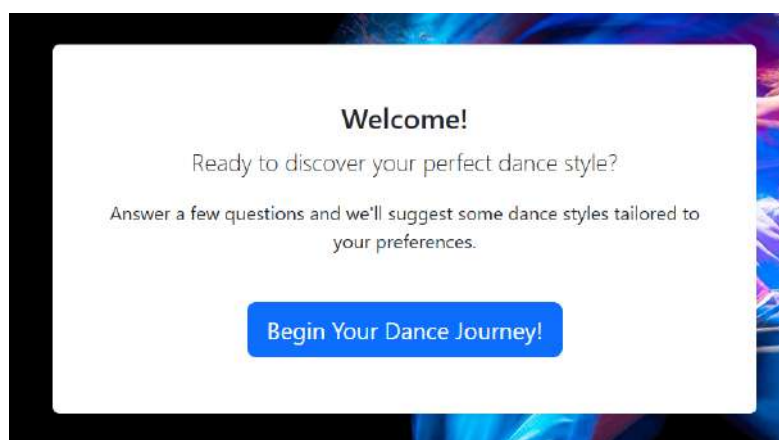 Welcome!
Ready to discover your perfect dance style?
Answer a few questions and we'll suggest some dance styles tailored to
your preferences.
Begin Your Dance Journey!